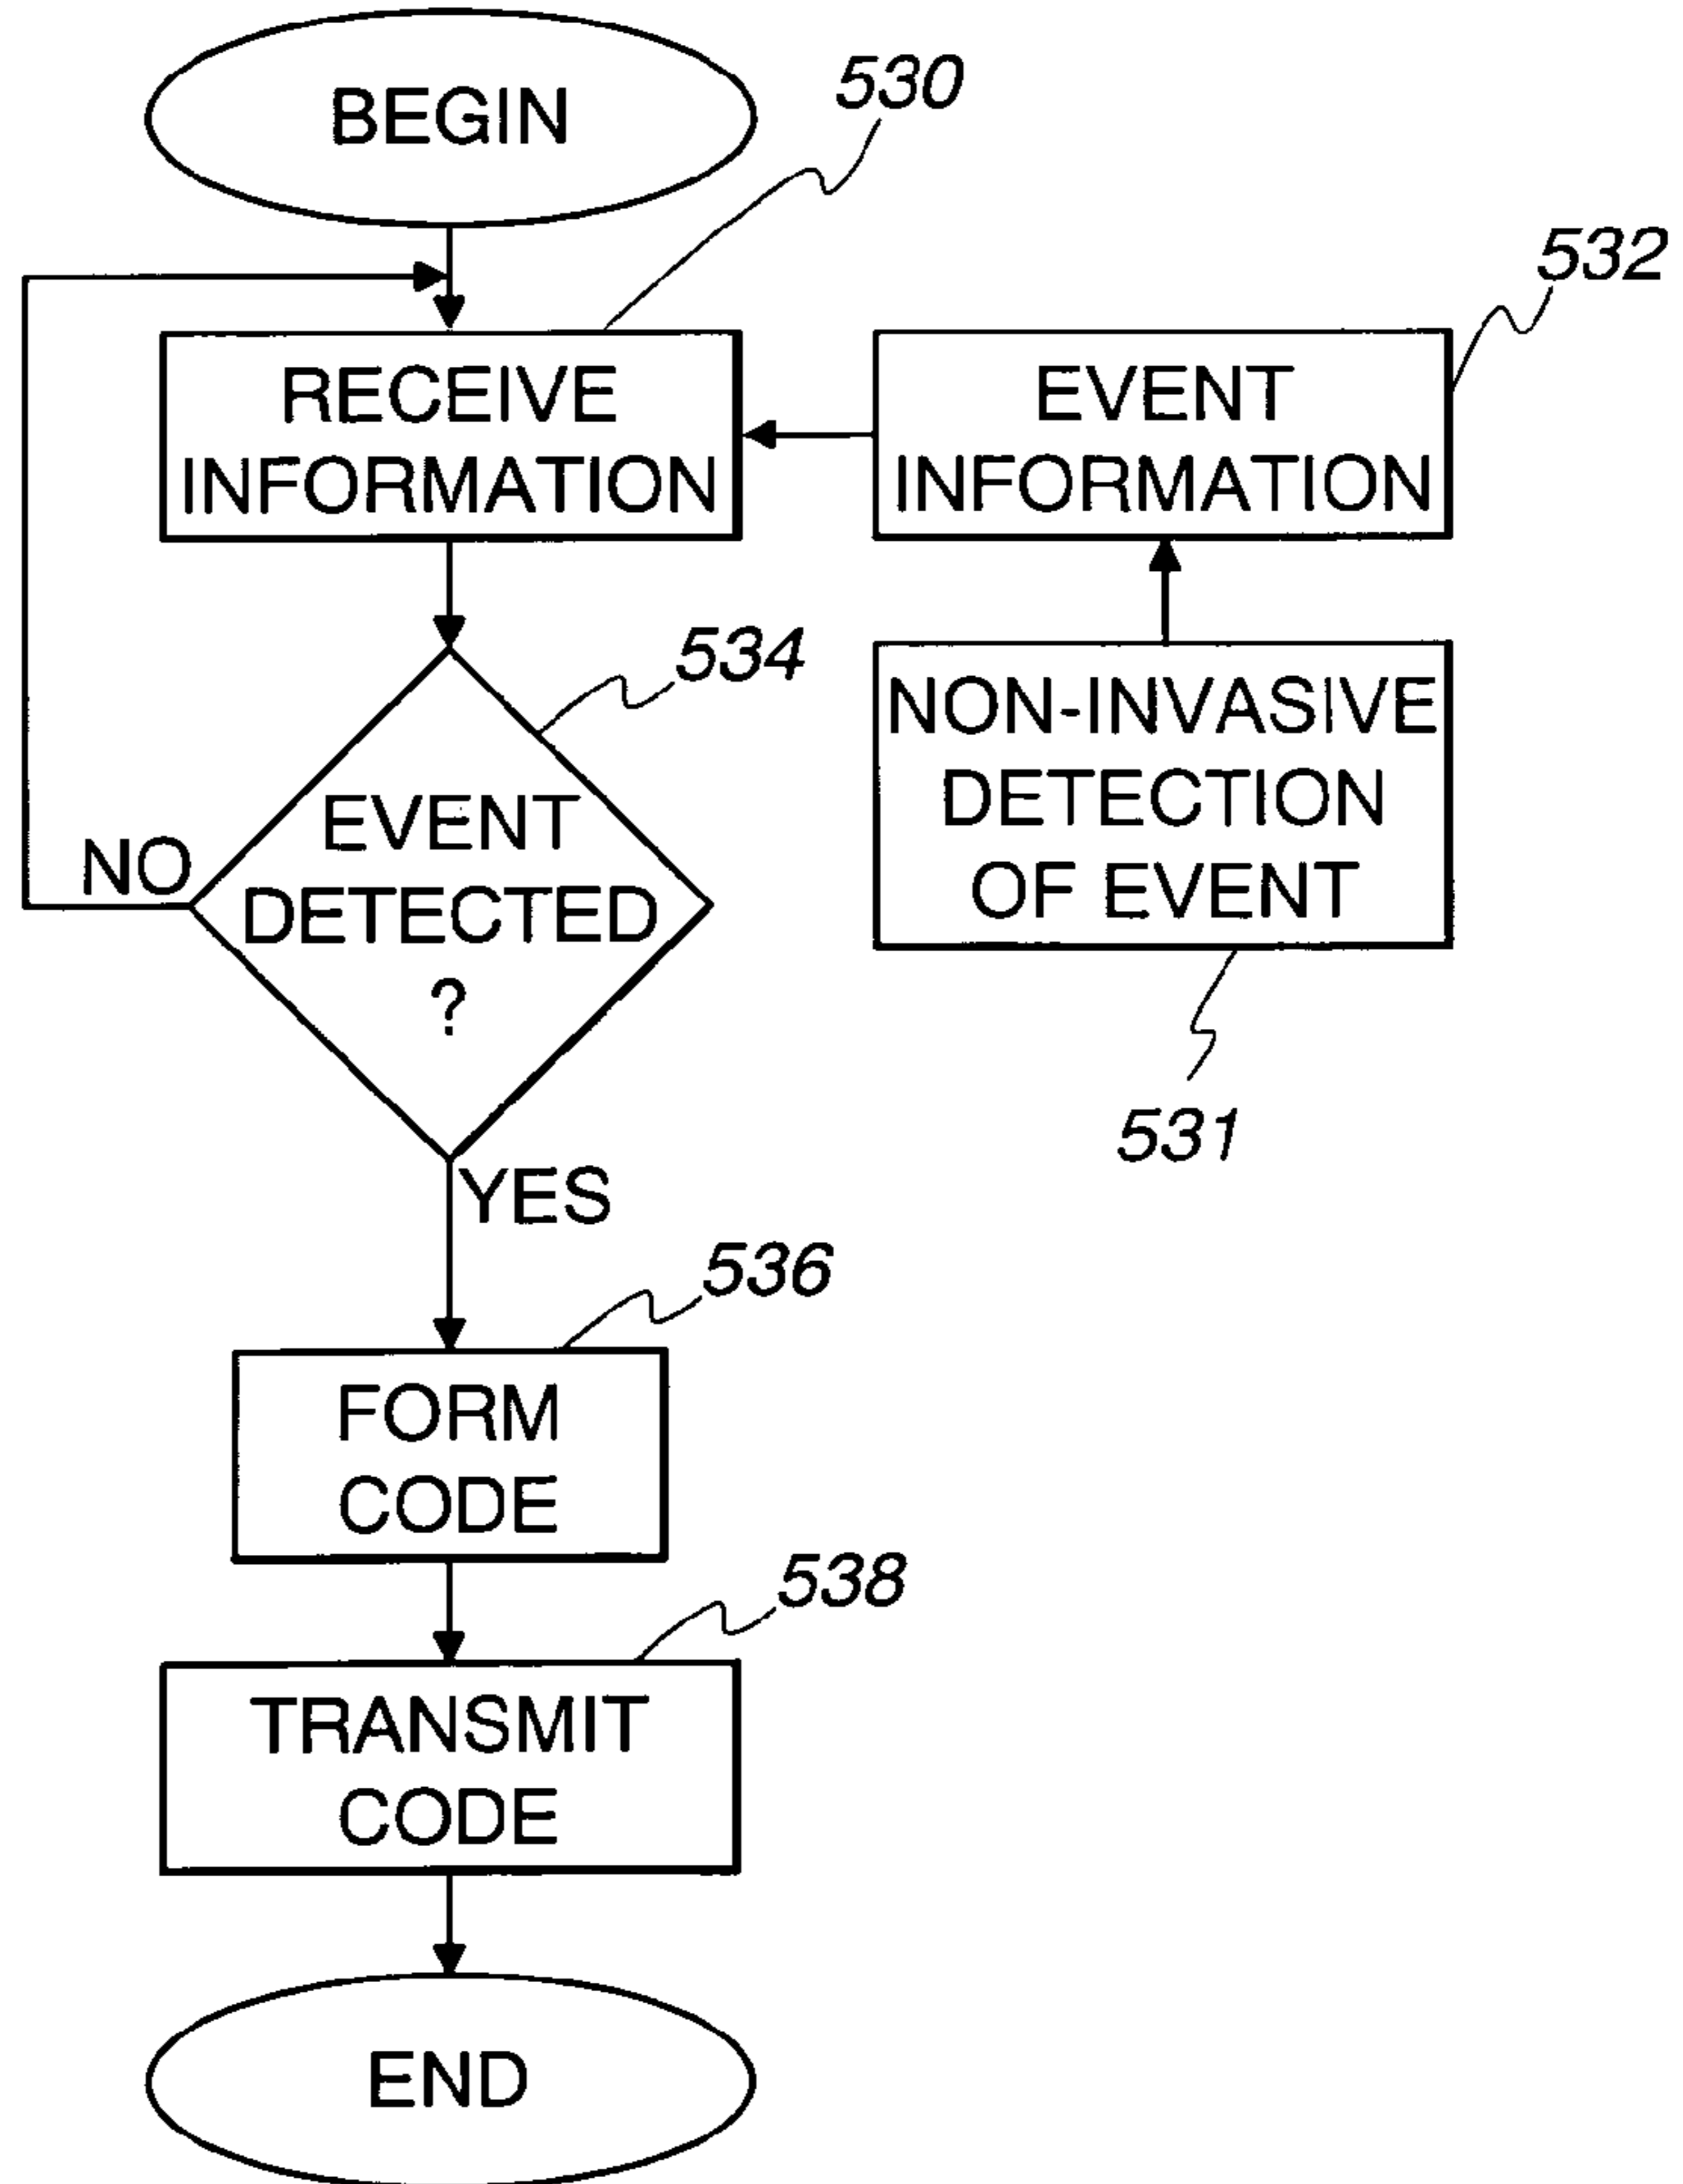 BEGIN
530
532
RECEIVE
INFORMATION
EVENT
INFORMATION
534
NON-INVASIVE
DETECTION
OF EVENT
531
NO
EVENT
DETECTED
?
YES
536
FORM
CODE
538
TRANSMIT
CODE
END